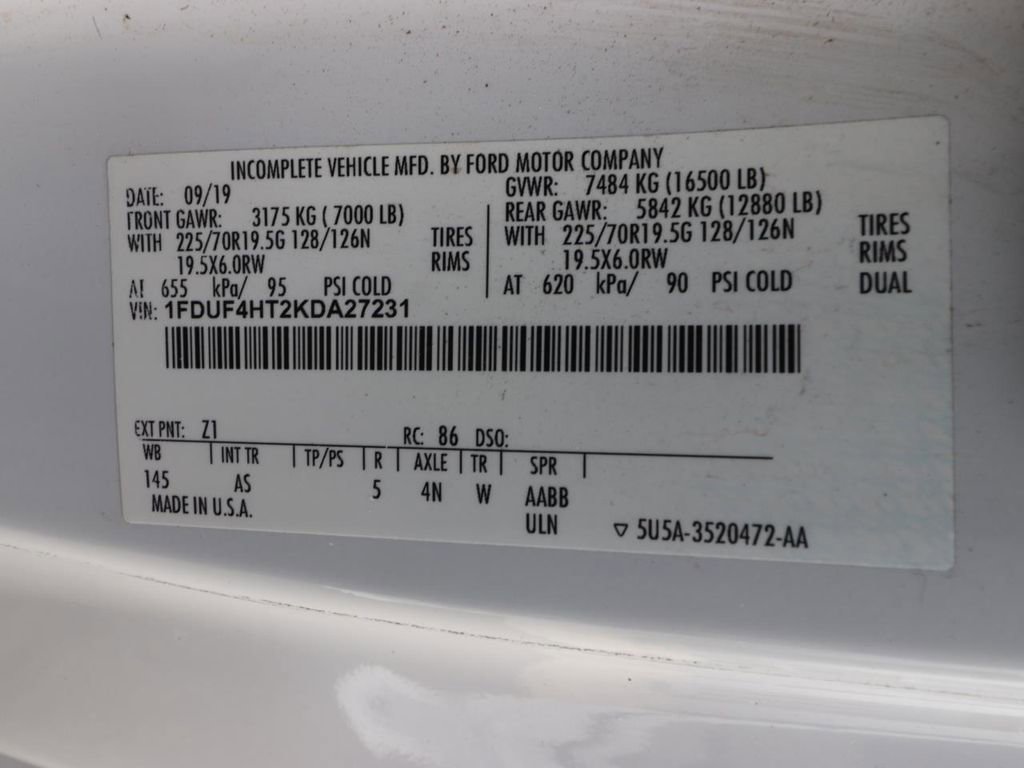 INCOMPLETE VEHICLE MFD. BY FORD MOTOR COMPANY
DATE: 09/19
GVWR: 7484 KG (16500 LB)
FRONT GAWR: 3175 KG ( 7000 LB)
REAR GAWR: 5842 KG (12880 LB)
WITH 225/70R19.5G 128/126N TIRES
WITH 225/70R19.5G 128/126N TIRES
19.5X6.0RW RIMS
19.5X6.0RW RIMS
AT 655 kPa/ 95 PSI COLD
AT 620 kPa/ 90 PSI COLD DUAL
VIN: 1FDUF4HT2KDA27231
EXT PNT: Z1 RC: 86 DSO:
WB INT TR TP/PS R AXLE TR SPR
145 AS 5 4N W AABB
MADE IN U.S.A. ULN ▽ 5U5A-3520472-AA